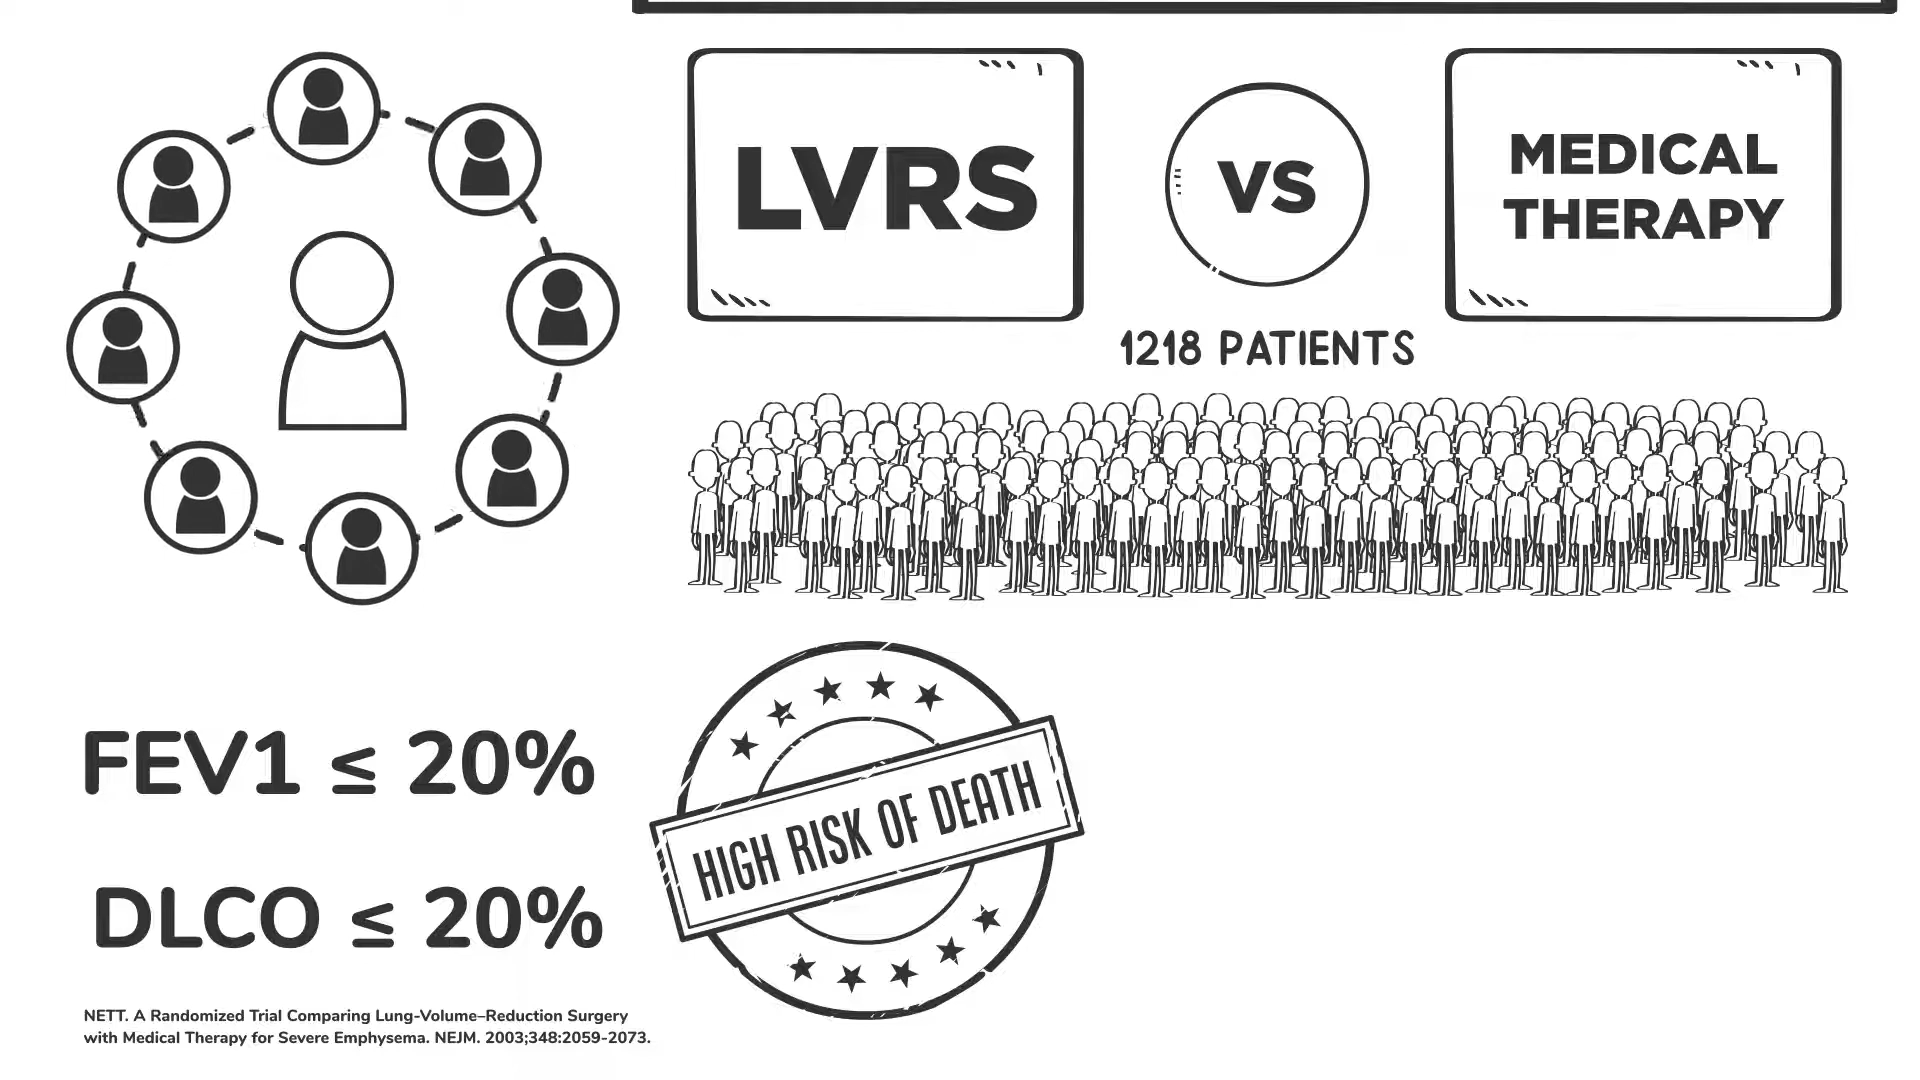 LVRS
VS
MEDICAL
THERAPY
1218 PATIENTS
FEV1 ≤ 20%
DLCO ≤ 20%
HIGH RISK OF DEATH
NETT. A Randomized Trial Comparing Lung-Volume–Reduction Surgery
with Medical Therapy for Severe Emphysema. NEJM. 2003;348:2059-2073.